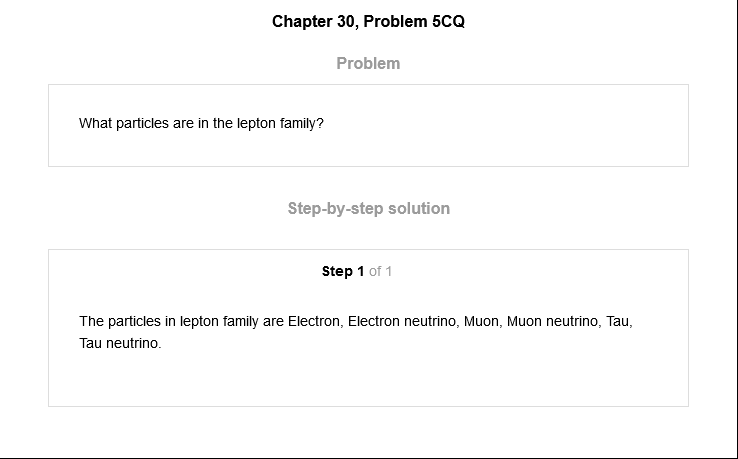 Chapter 30, Problem 5CQ
Problem
What particles are in the lepton family?
Step-by-step solution
Step 1 of 1
The particles in lepton family are Electron, Electron neutrino, Muon, Muon neutrino, Tau,
Tau neutrino.